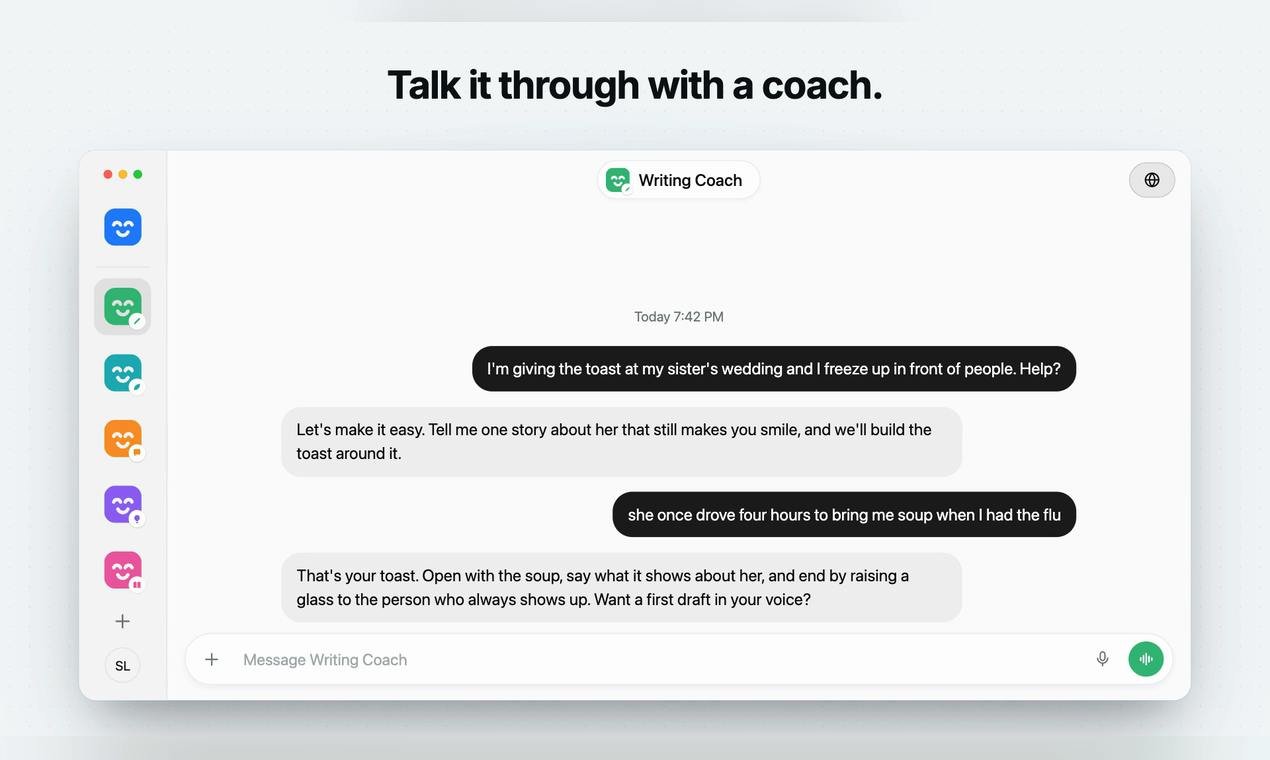 Talk it through with a coach.
Writing Coach
Today 7:42 PM
I'm giving the toast at my sister's wedding and I freeze up in front of people. Help?
Let's make it easy. Tell me one story about her that still makes you smile, and we'll build the
toast around it.
she once drove four hours to bring me soup when I had the flu
That's your toast. Open with the soup, say what it shows about her, and end by raising a
glass to the person who always shows up. Want a first draft in your voice?
Message Writing Coach
SL